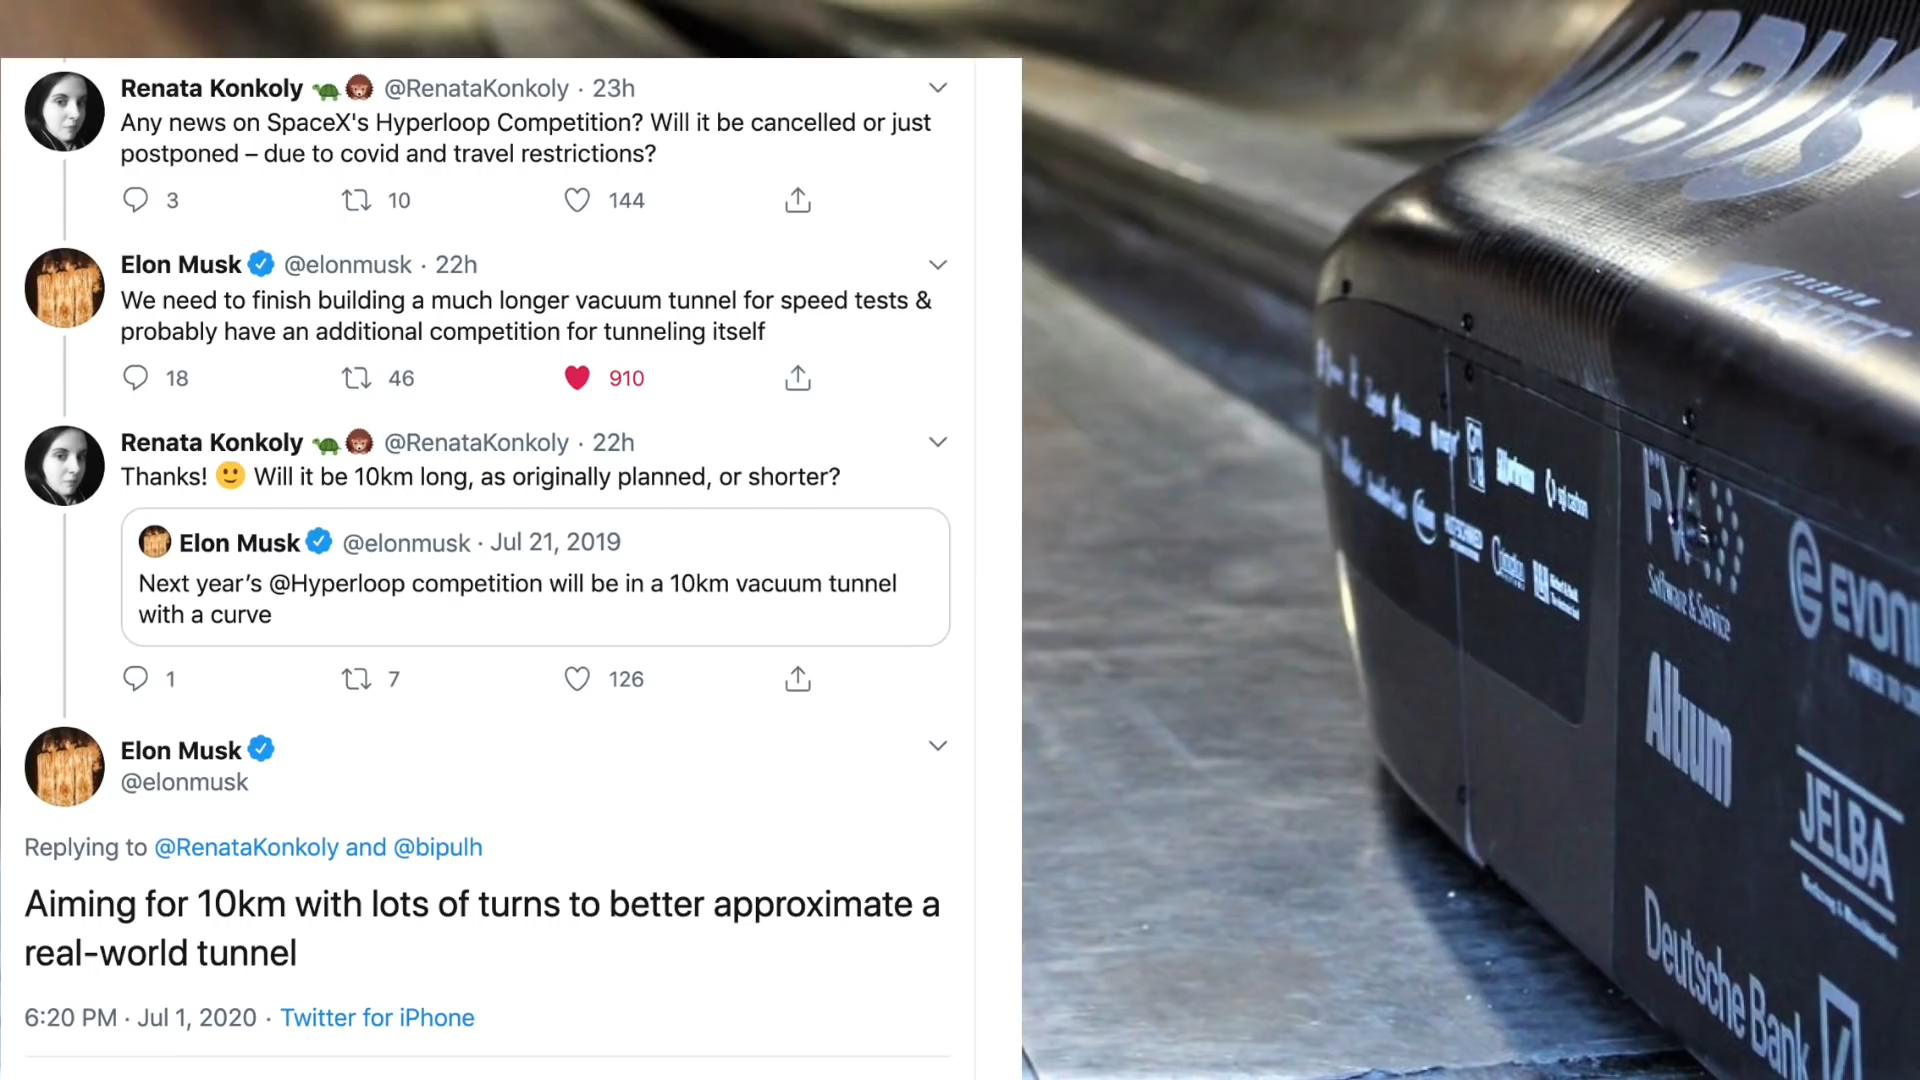 Renata Konkoly 🐢🦔 @RenataKonkoly · 23h
Any news on SpaceX's Hyperloop Competition? Will it be cancelled or just
postponed – due to covid and travel restrictions?
3 10 144
Elon Musk @elonmusk · 22h
We need to finish building a much longer vacuum tunnel for speed tests &
probably have an additional competition for tunneling itself
18 46 910
Renata Konkoly 🐢🦔 @RenataKonkoly · 22h
Thanks! 🙂 Will it be 10km long, as originally planned, or shorter?
Elon Musk @elonmusk · Jul 21, 2019
Next year’s @Hyperloop competition will be in a 10km vacuum tunnel
with a curve
1 7 126
Elon Musk
@elonmusk
Replying to @RenataKonkoly and @bipulh
Aiming for 10km with lots of turns to better approximate a
real-world tunnel
6:20 PM · Jul 1, 2020 · Twitter for iPhone
sgl carbon
FVA
Software & Service
EVONI
Altium
JELBA
Deutsche Bank